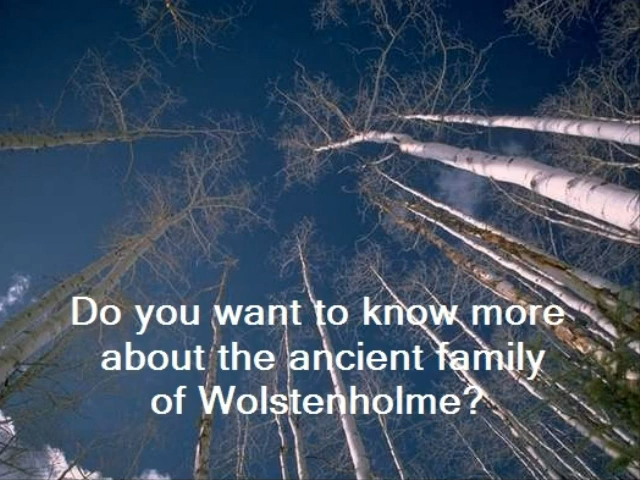 Do you want to know more
about the ancient family
of Wolstenholme?